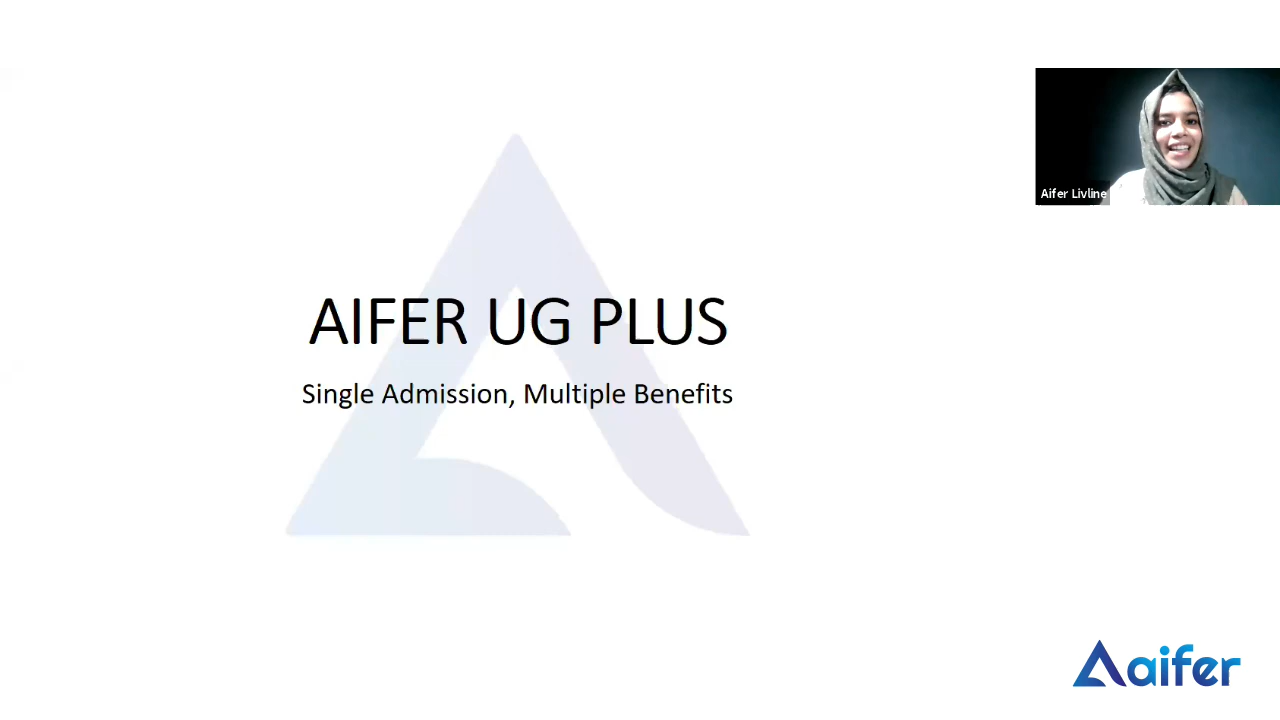 Aifer Livline
AIFER UG PLUS
Single Admission, Multiple Benefits
aifer